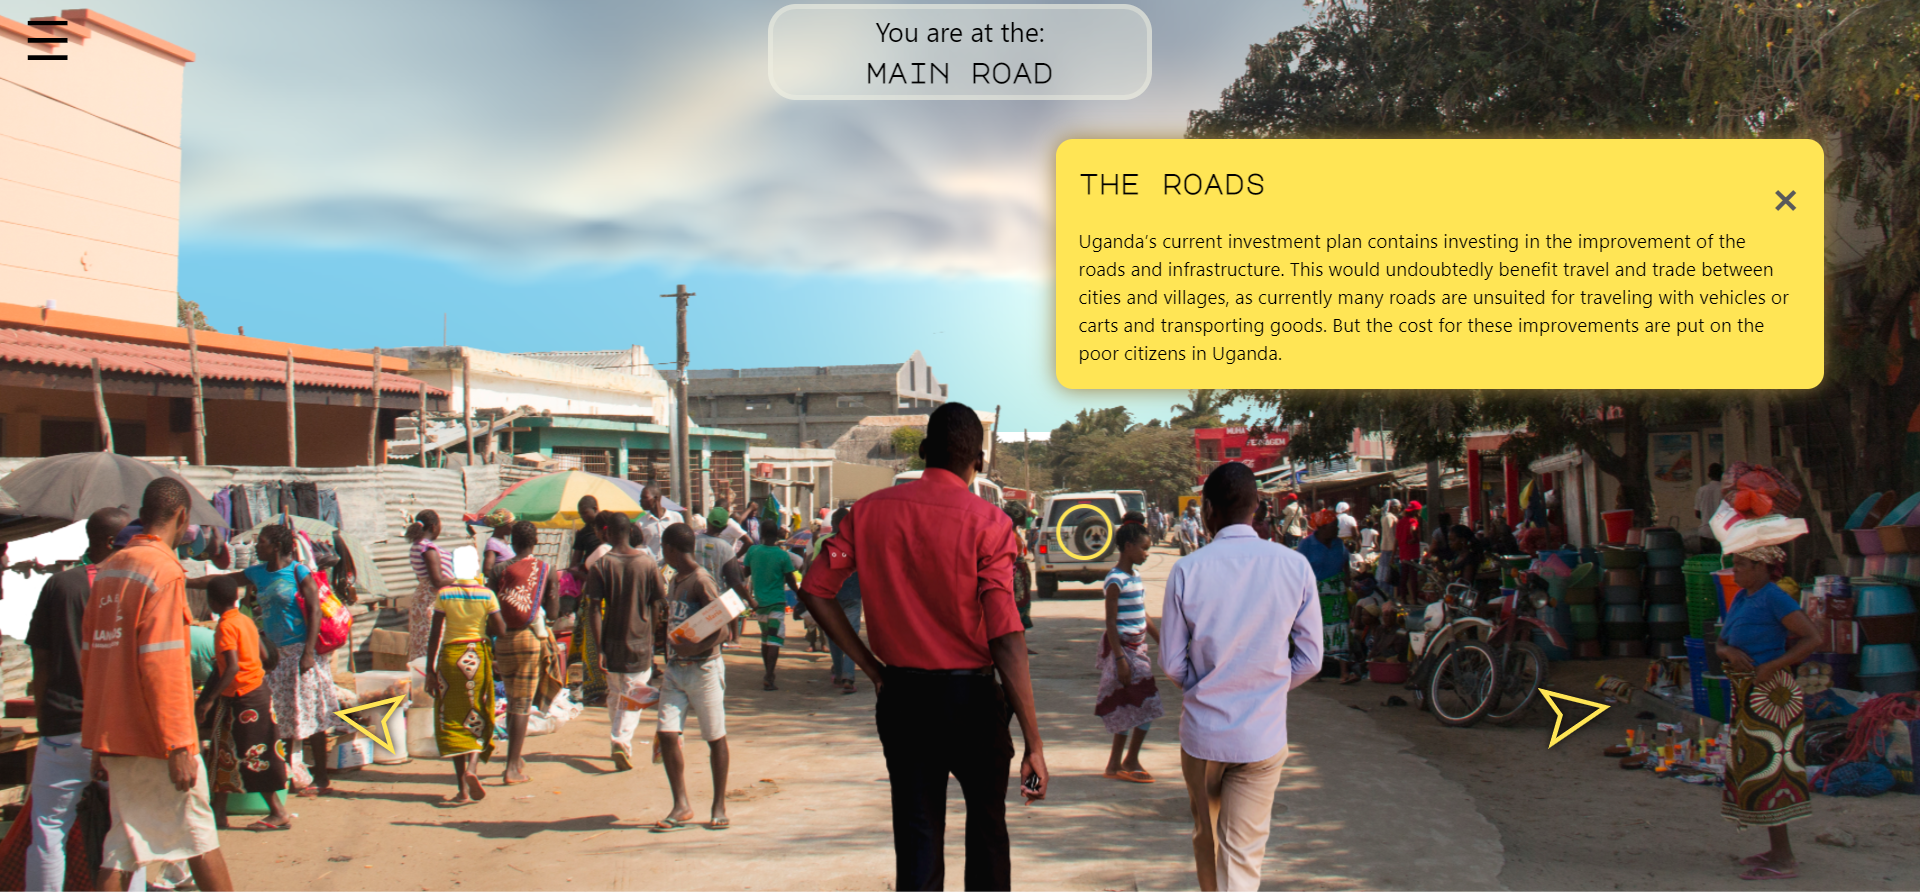 You are at the:
MAIN ROAD
THE ROADS
Uganda's current investment plan contains investing in the improvement of the
roads and infrastructure. This would undoubtedly benefit travel and trade between
cities and villages, as currently many roads are unsuited for traveling with vehicles or
carts and transporting goods. But the cost for these improvements are put on the
poor citizens in Uganda.